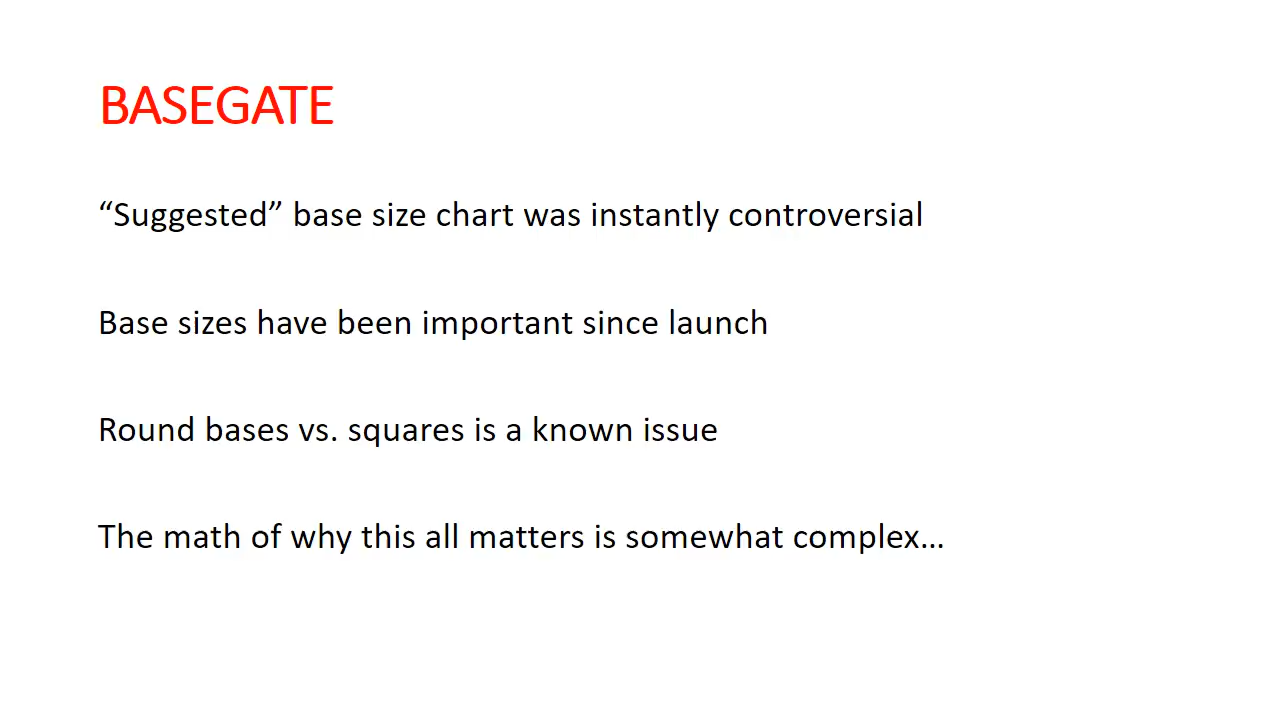 BASEGATE
“Suggested” base size chart was instantly controversial
Base sizes have been important since launch
Round bases vs. squares is a known issue
The math of why this all matters is somewhat complex…